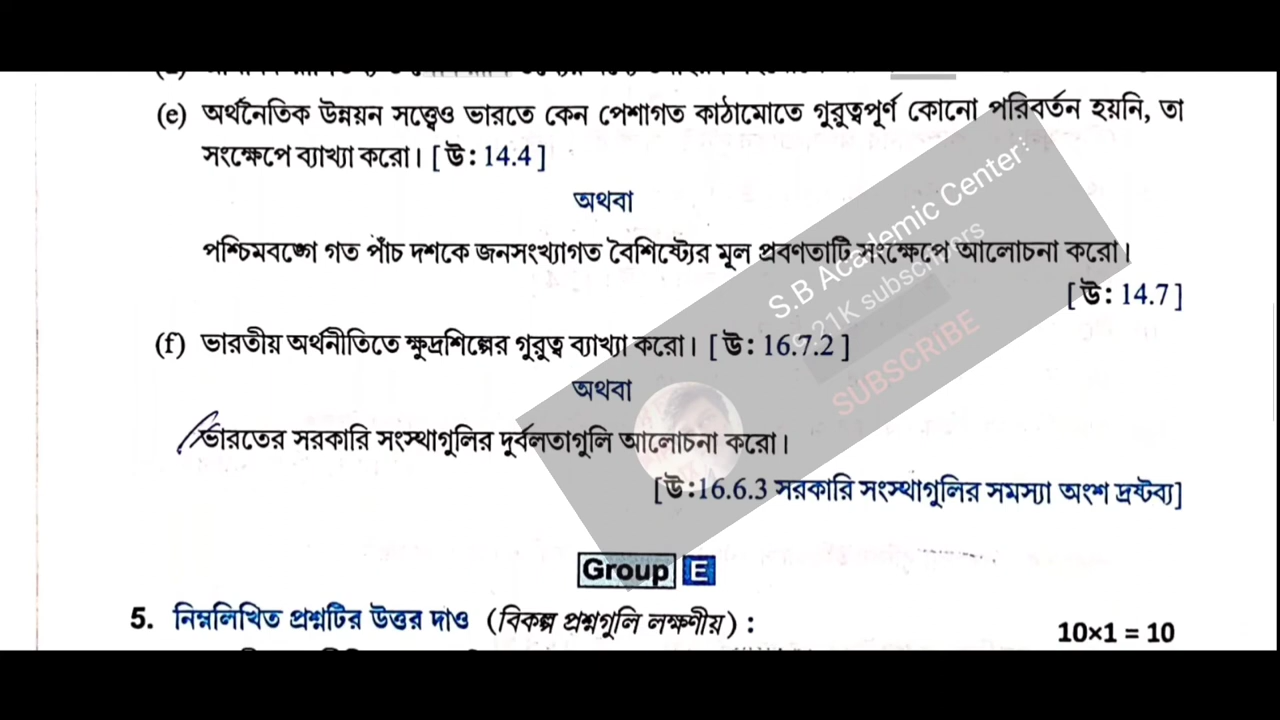 (e) অর্থনৈতিক উন্নয়ন সত্ত্বেও ভারতে কেন পেশাগত কাঠামোতে গুরুত্বপূর্ণ কোনো পরিবর্তন হয়নি, তা
সংক্ষেপে ব্যাখ্যা করো। [ উ: 14.4 ]
অথবা
পশ্চিমবঙ্গে গত পাঁচ দশকে জনসংখ্যাগত বৈশিষ্ট্যের মূল প্রবণতাটি সংক্ষেপে আলোচনা করো।
[ উ: 14.7 ]
(f) ভারতীয় অর্থনীতিতে ক্ষুদ্রশিল্পের গুরুত্ব ব্যাখ্যা করো। [ উ: 16.7.2 ]
অথবা
ভারতের সরকারি সংস্থাগুলির দুর্বলতাগুলি আলোচনা করো।
[উ:16.6.3 সরকারি সংস্থাগুলির সমস্যা অংশ দ্রষ্টব্য]
S.B Academic Center
subscribers
SUBSCRIBE
Group E
5. নিম্নলিখিত প্রশ্নটির উত্তর দাও (বিকল্প প্রশ্নগুলি লক্ষণীয়) :
10×1 = 10